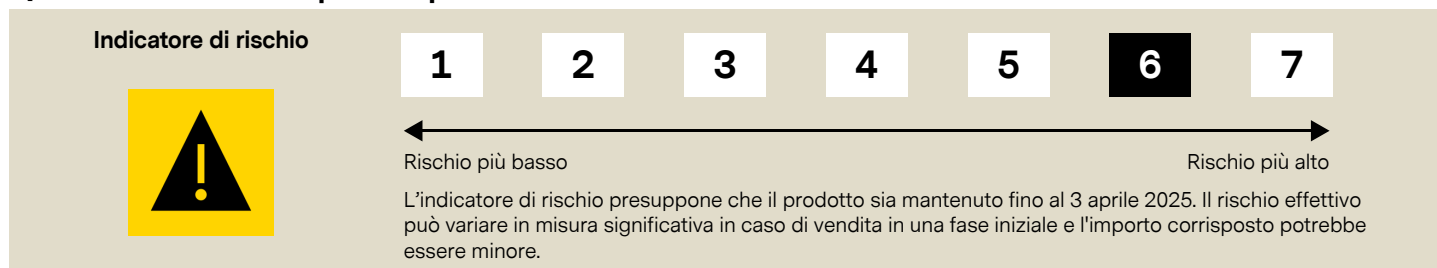 Indicatore di rischio
1 2 3 4 5 6 7
Rischio più basso Rischio più alto
L'indicatore di rischio presuppone che il prodotto sia mantenuto fino al 3 aprile 2025. Il rischio effettivo
può variare in misura significativa in caso di vendita in una fase iniziale e l'importo corrisposto potrebbe
essere minore.